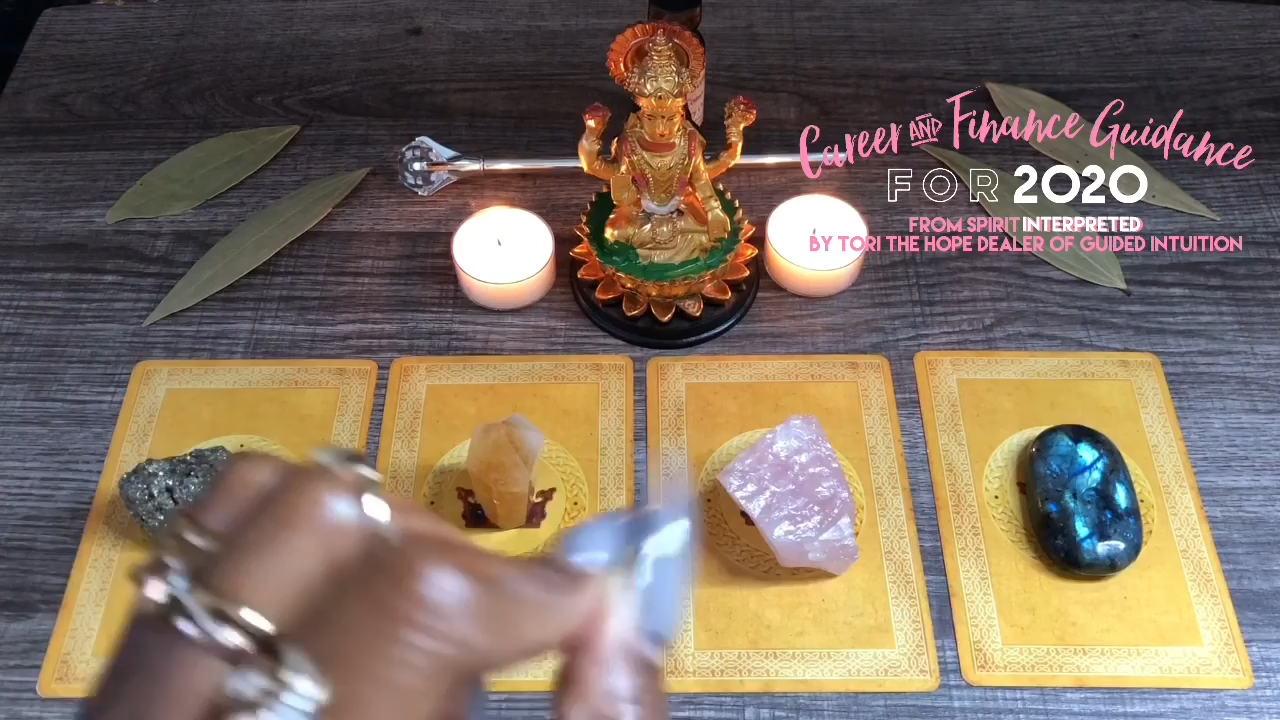 Career AND Finance Guidance
FOR 2020
FROM SPIRIT INTERPRETED
BY TORI THE HOPE DEALER OF GUIDED INTUITION